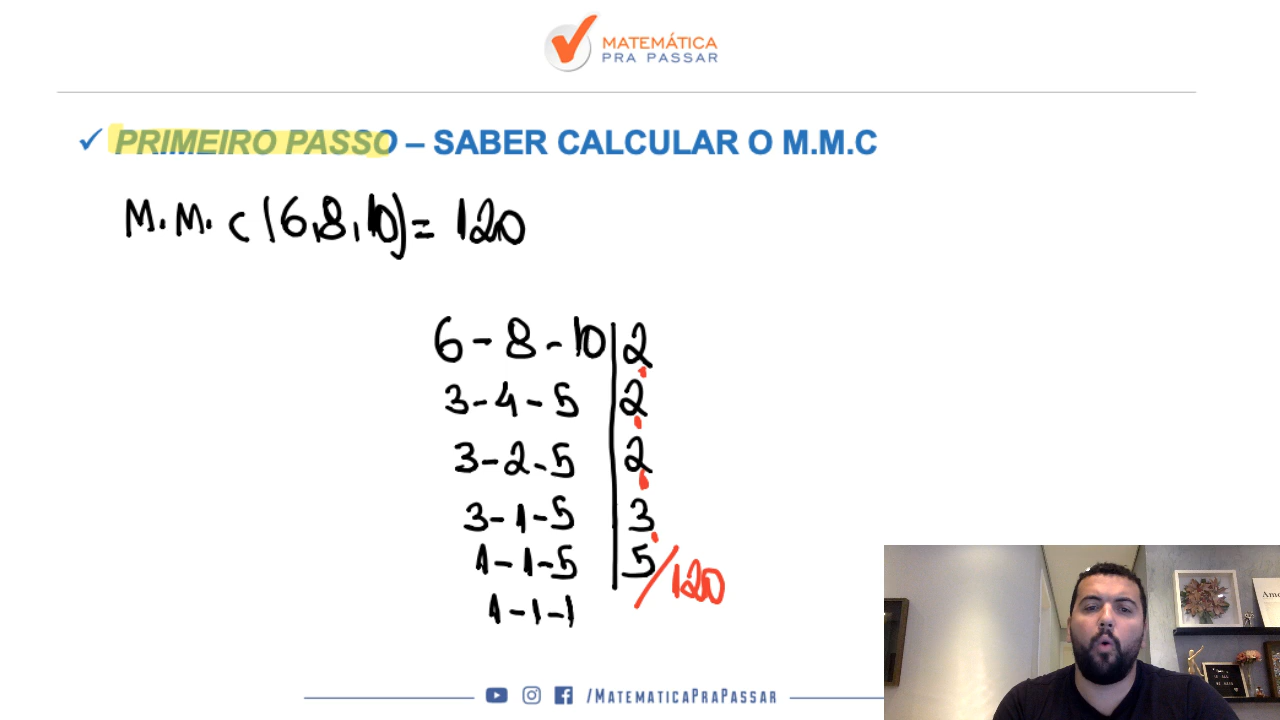 MATEMÁTICA
PRA PASSAR
✓ PRIMEIRO PASSO – SABER CALCULAR O M.M.C
M.M.C (6,8,10) = 120
6 - 8 - 10 | 2
3 - 4 - 5 | 2
3 - 2 - 5 | 2
3 - 1 - 5 | 3
1 - 1 - 5 | 5 / 120
1 - 1 - 1
/MATEMATICAPRAPASSAR